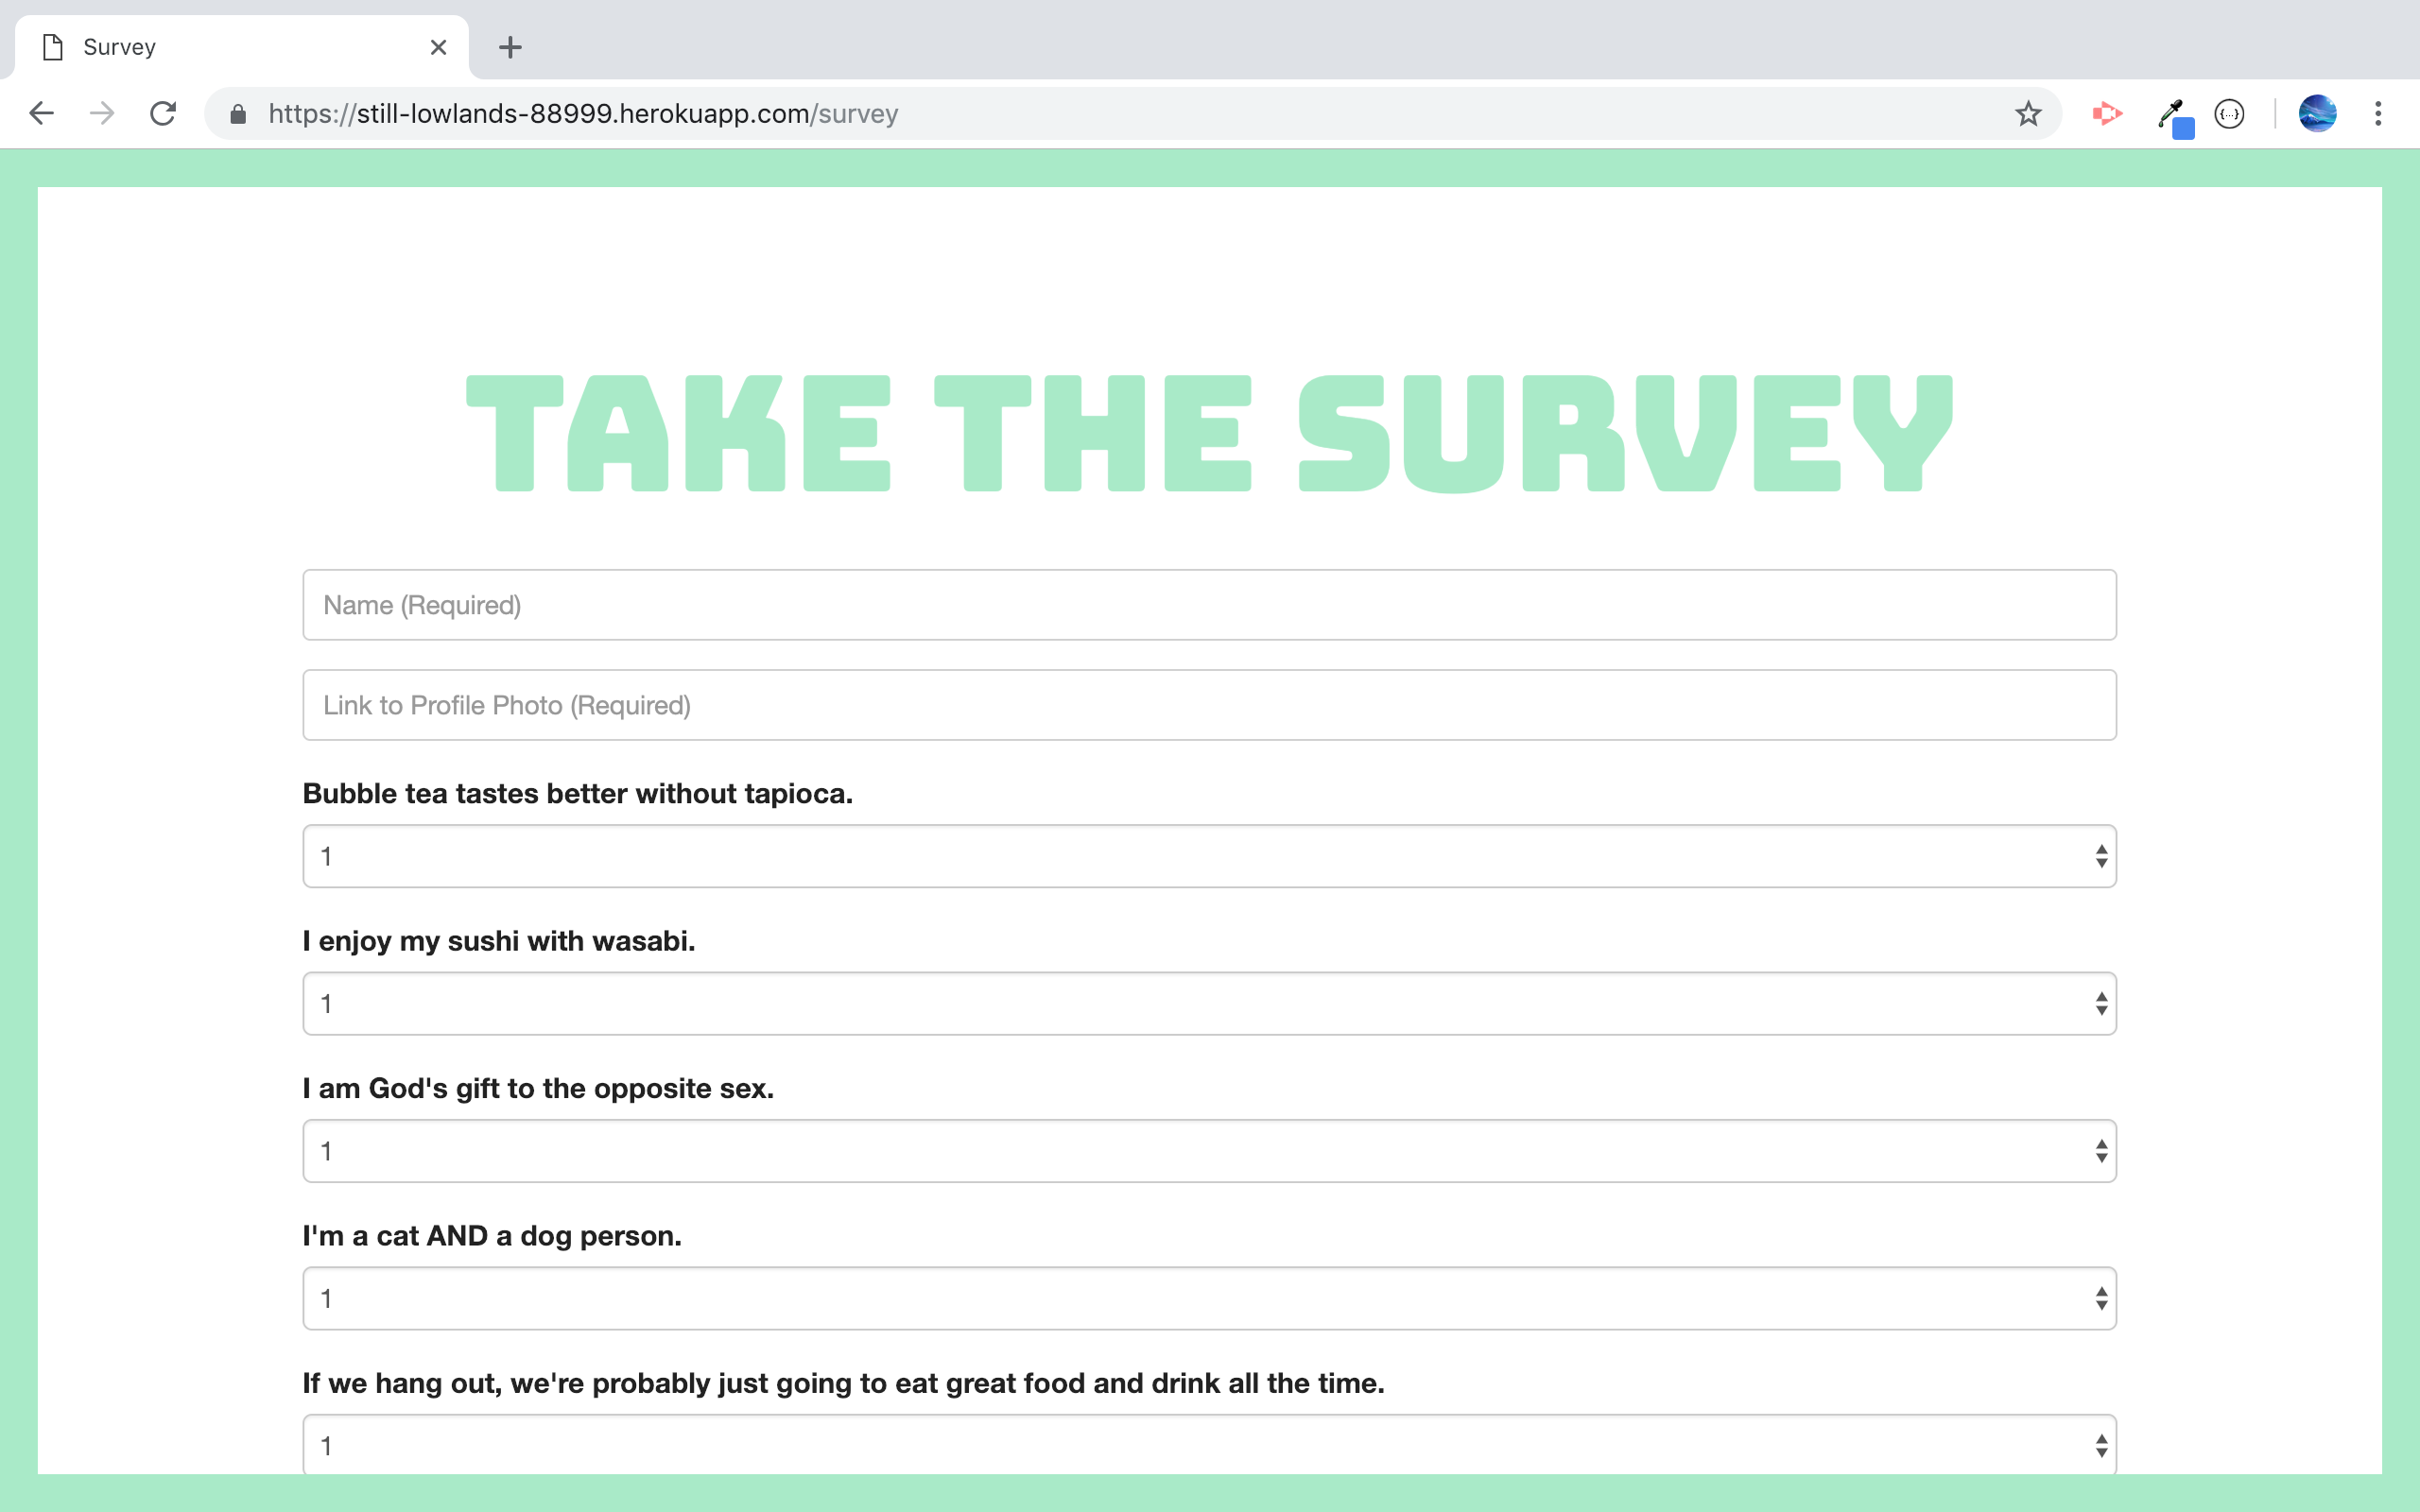 Survey
https://still-lowlands-88999.herokuapp.com/survey
TAKE THE SURVEY
Name (Required)
Link to Profile Photo (Required)
Bubble tea tastes better without tapioca.
1
I enjoy my sushi with wasabi.
1
I am God's gift to the opposite sex.
1
I'm a cat AND a dog person.
1
If we hang out, we're probably just going to eat great food and drink all the time.
1